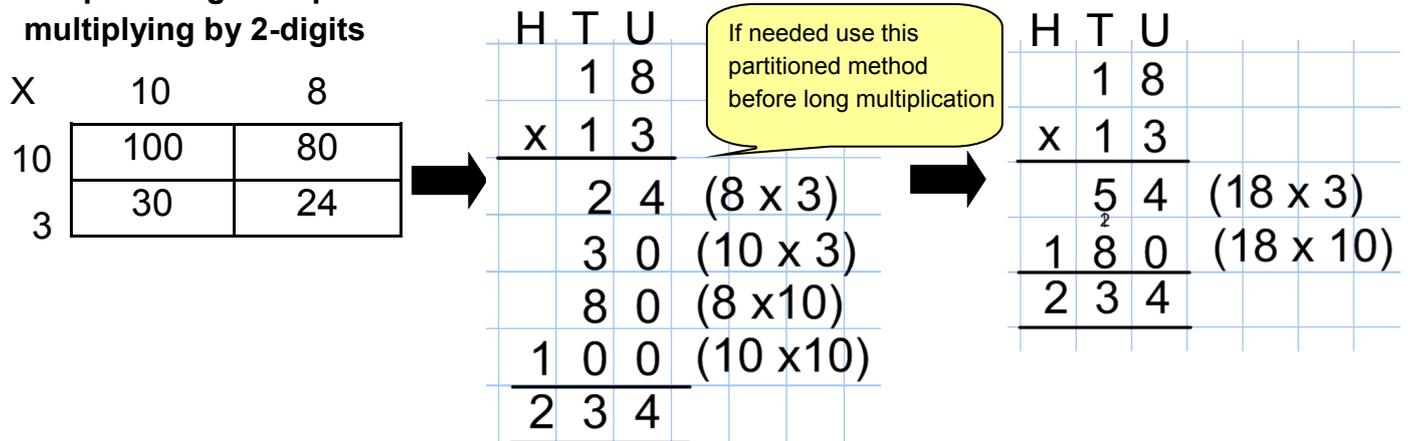 multiplying by 2-digits
X 10 8
10 100 80
3 30 24
H T U
1 8
x 1 3
2 4 (8 x 3)
3 0 (10 x 3)
8 0 (8 x10)
1 0 0 (10 x10)
2 3 4
If needed use this
partitioned method
before long multiplication
H T U
1 8
x 1 3
5 4 (18 x 3)
2
1 8 0 (18 x 10)
2 3 4